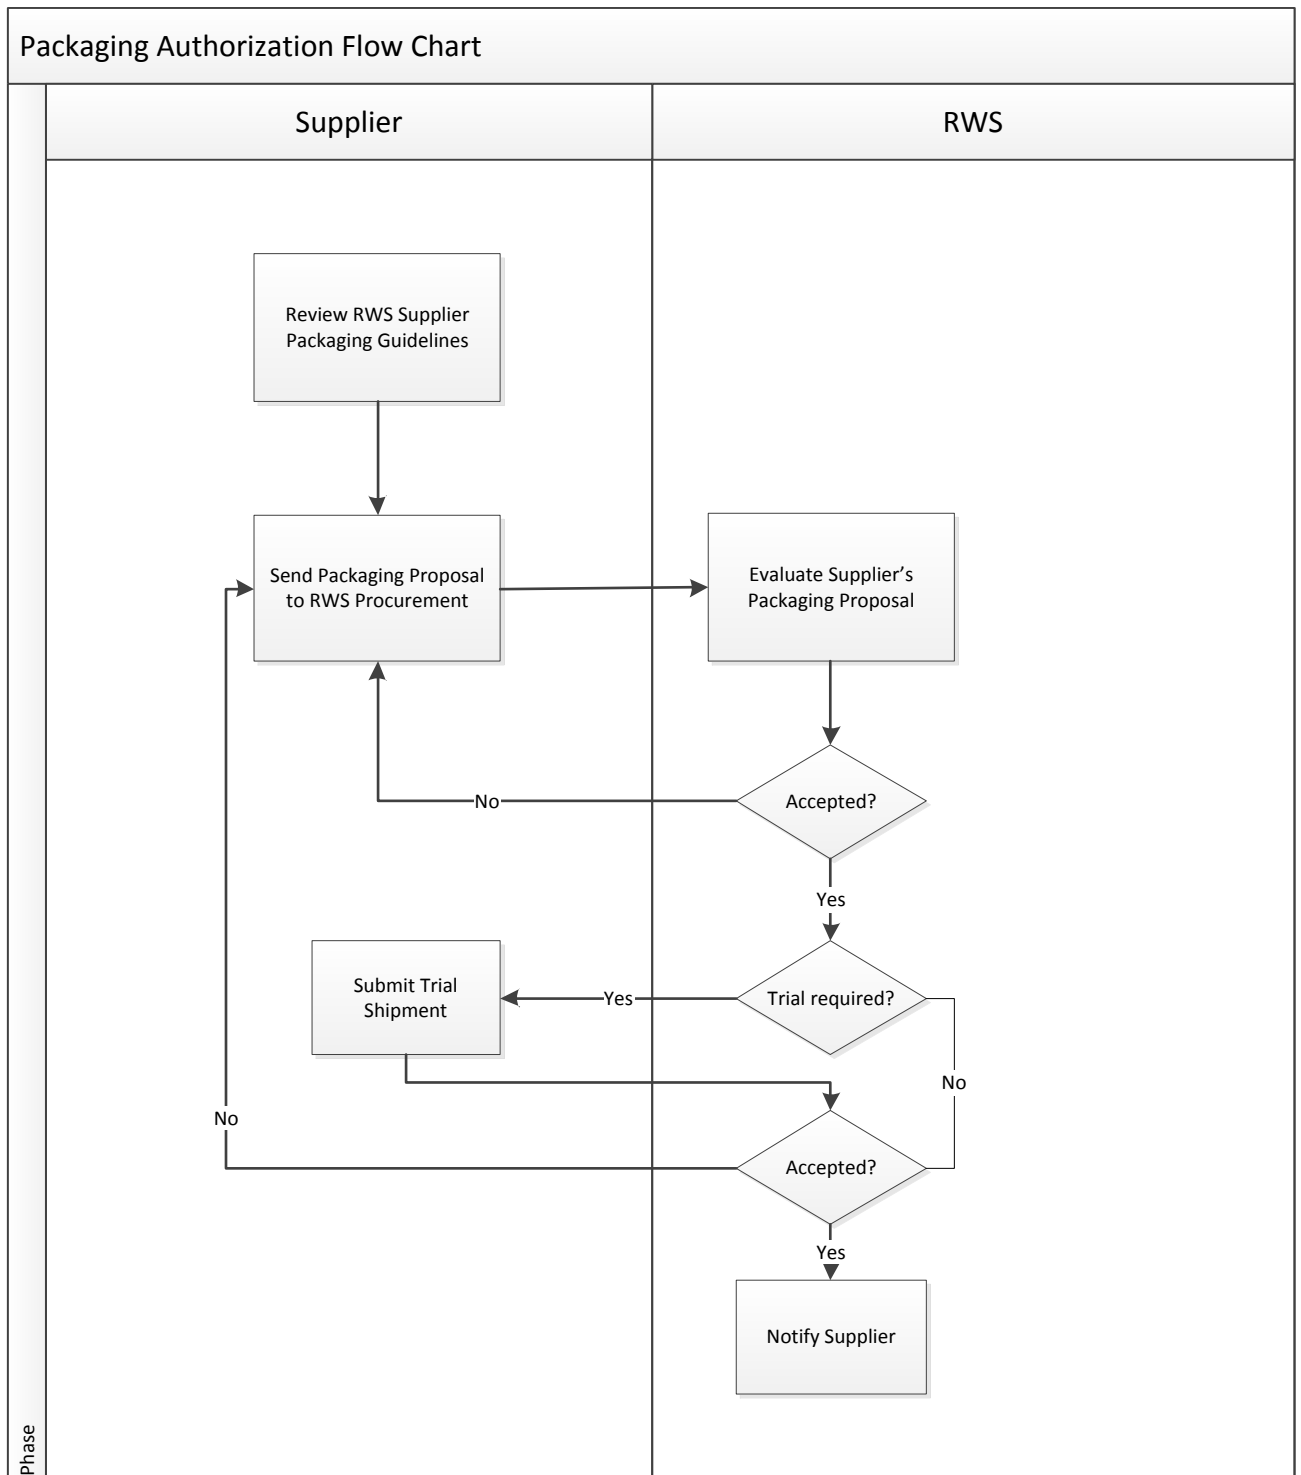 Packaging Authorization Flow Chart
Supplier
RWS
Review RWS Supplier
Packaging Guidelines
Send Packaging Proposal
to RWS Procurement
Evaluate Supplier’s
Packaging Proposal
Accepted?
No
Yes
Trial required?
Yes
Submit Trial
Shipment
No
Accepted?
No
Yes
Notify Supplier
Phase